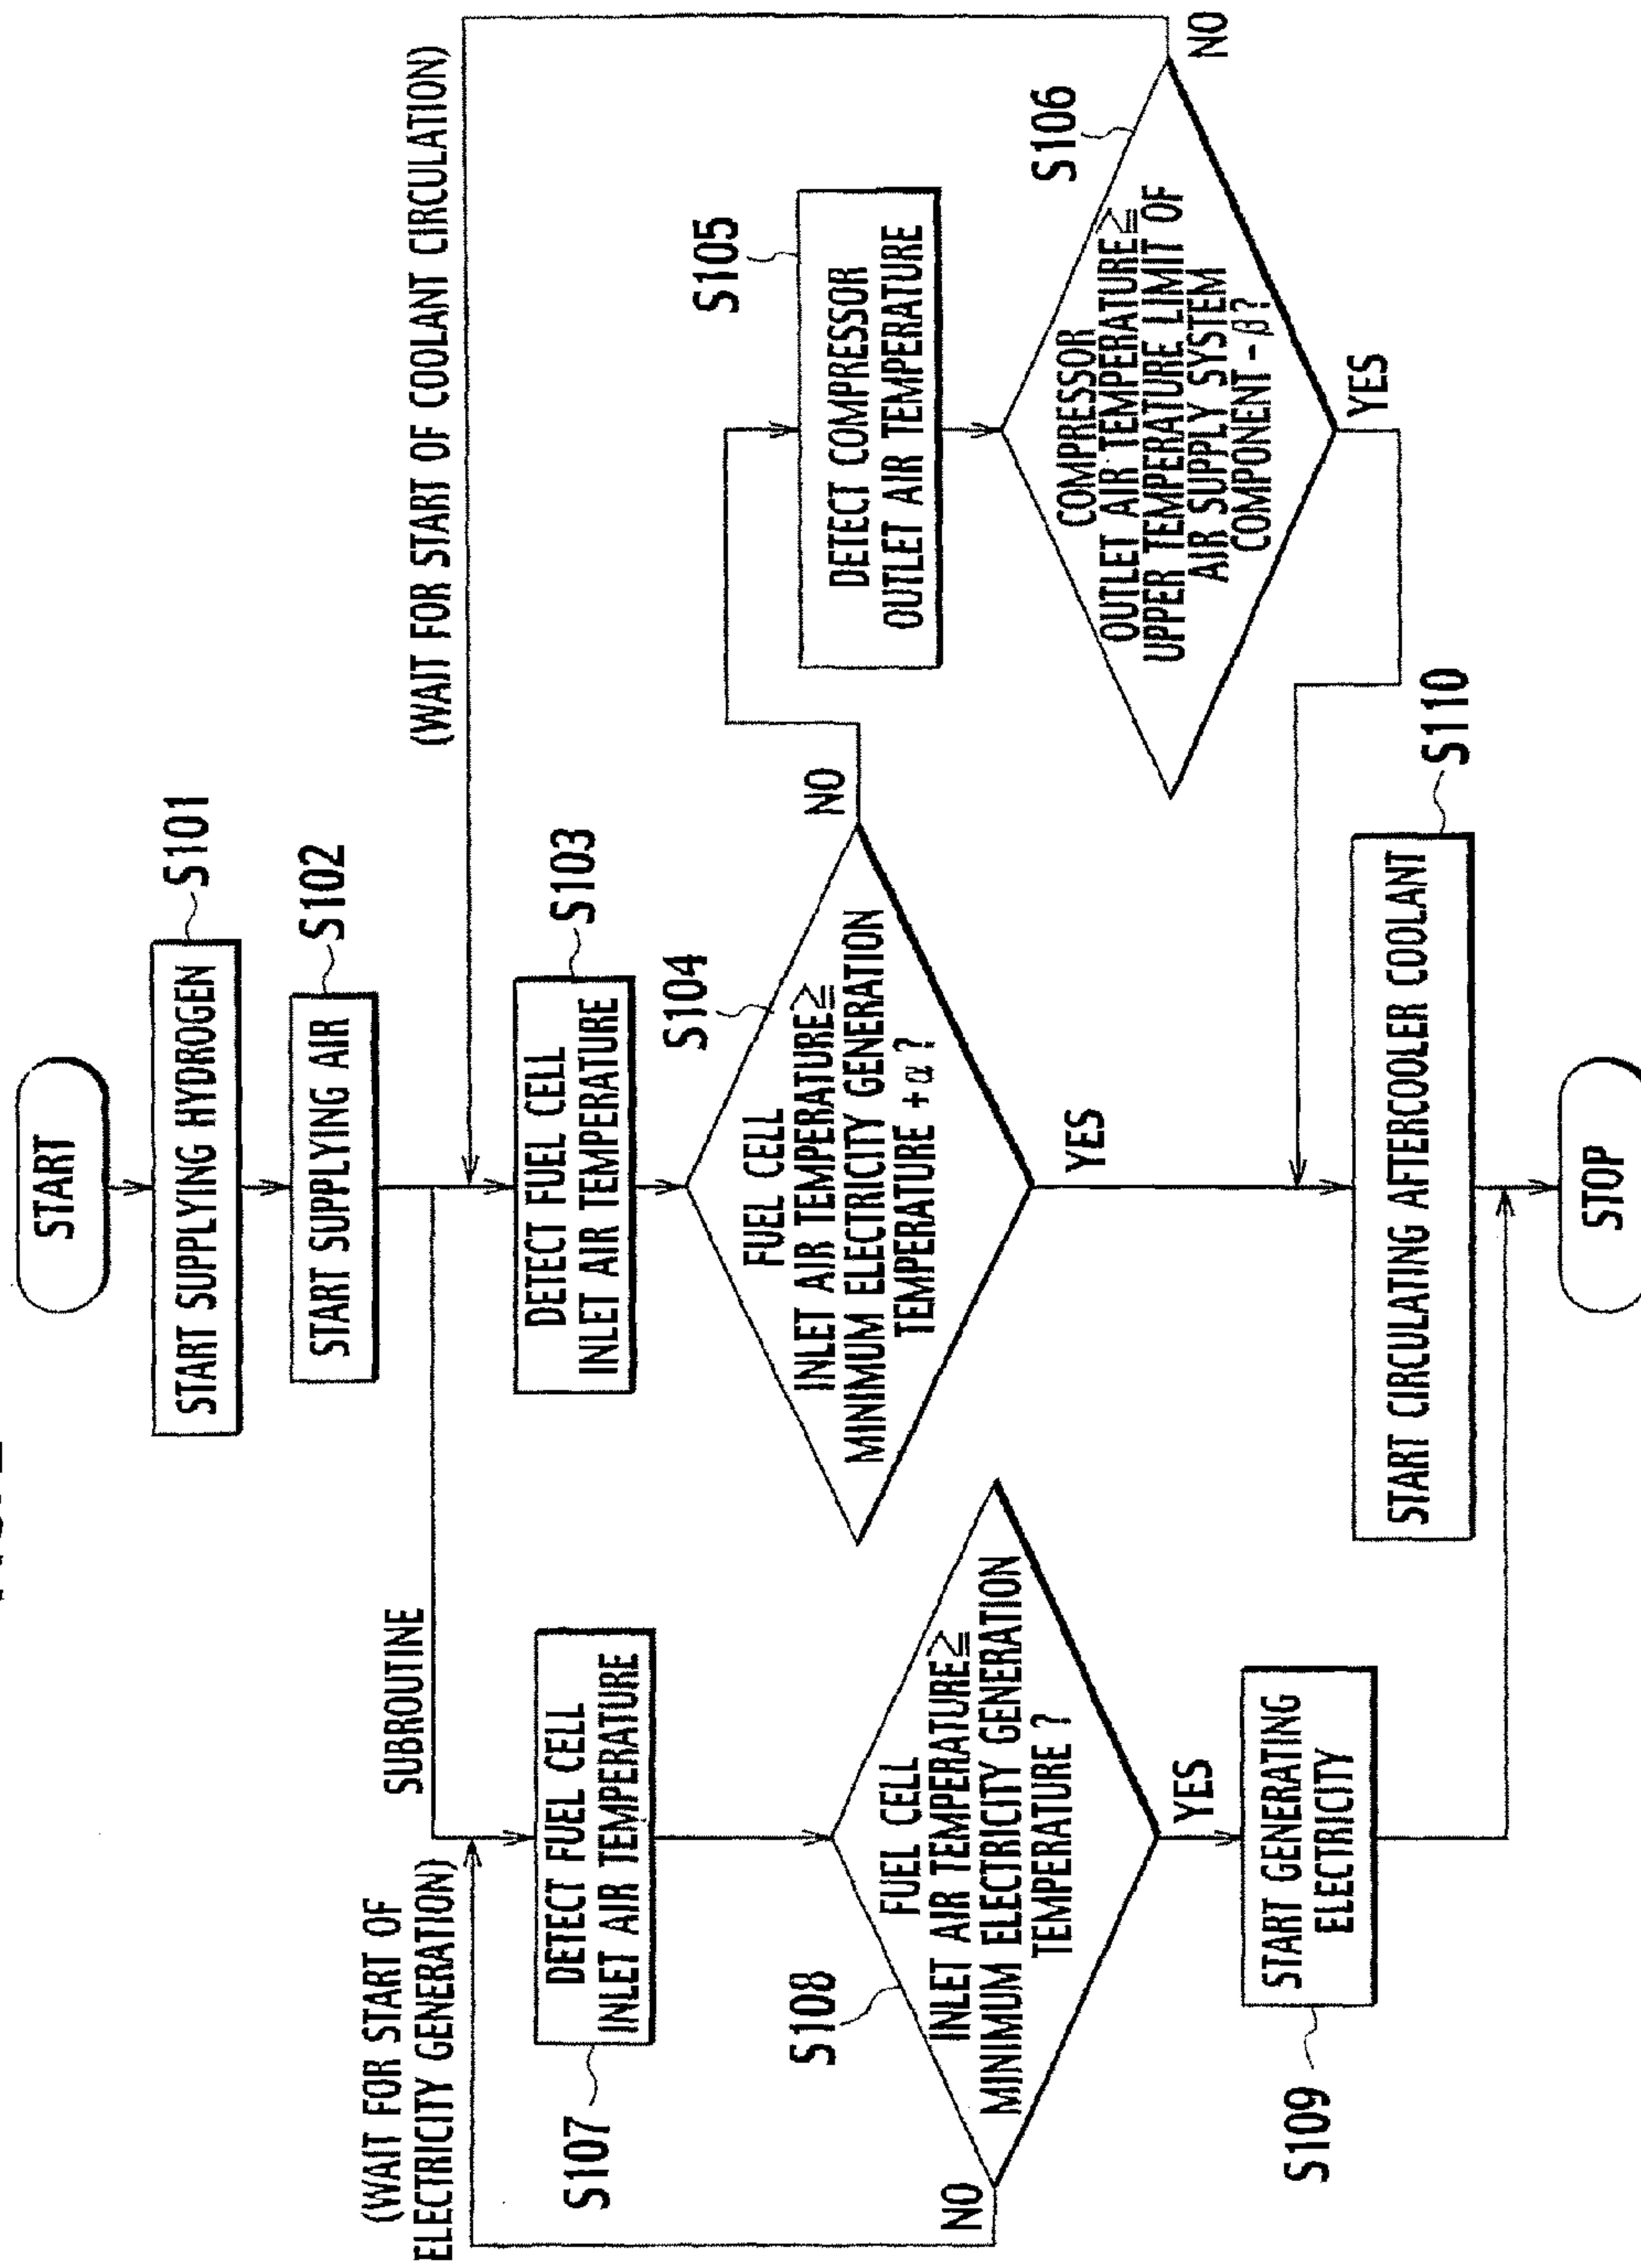 START
START SUPPLYING HYDROGEN
S101
START SUPPLYING AIR
S102
SUBROUTINE
(WAIT FOR START OF
ELECTRICITY GENERATION)
(WAIT FOR START OF COOLANT CIRCULATION)
DETECT FUEL CELL
INLET AIR TEMPERATURE
S107
DETECT FUEL CELL
INLET AIR TEMPERATURE
S103
S108
FUEL CELL
INLET AIR TEMPERATURE≧
MINIMUM ELECTRICITY GENERATION
TEMPERATURE ?
NO
YES
S104
FUEL CELL
INLET AIR TEMPERATURE≧
MINIMUM ELECTRICITY GENERATION
TEMPERATURE +α ?
NO
YES
S105
DETECT COMPRESSOR
OUTLET AIR TEMPERATURE
S106
COMPRESSOR
OUTLET AIR TEMPERATURE≧
UPPER TEMPERATURE LIMIT OF
AIR SUPPLY SYSTEM
COMPONENT-β?
NO
YES
START GENERATING
ELECTRICITY
S109
START CIRCULATING AFTERCOOLER COOLANT
S110
STOP